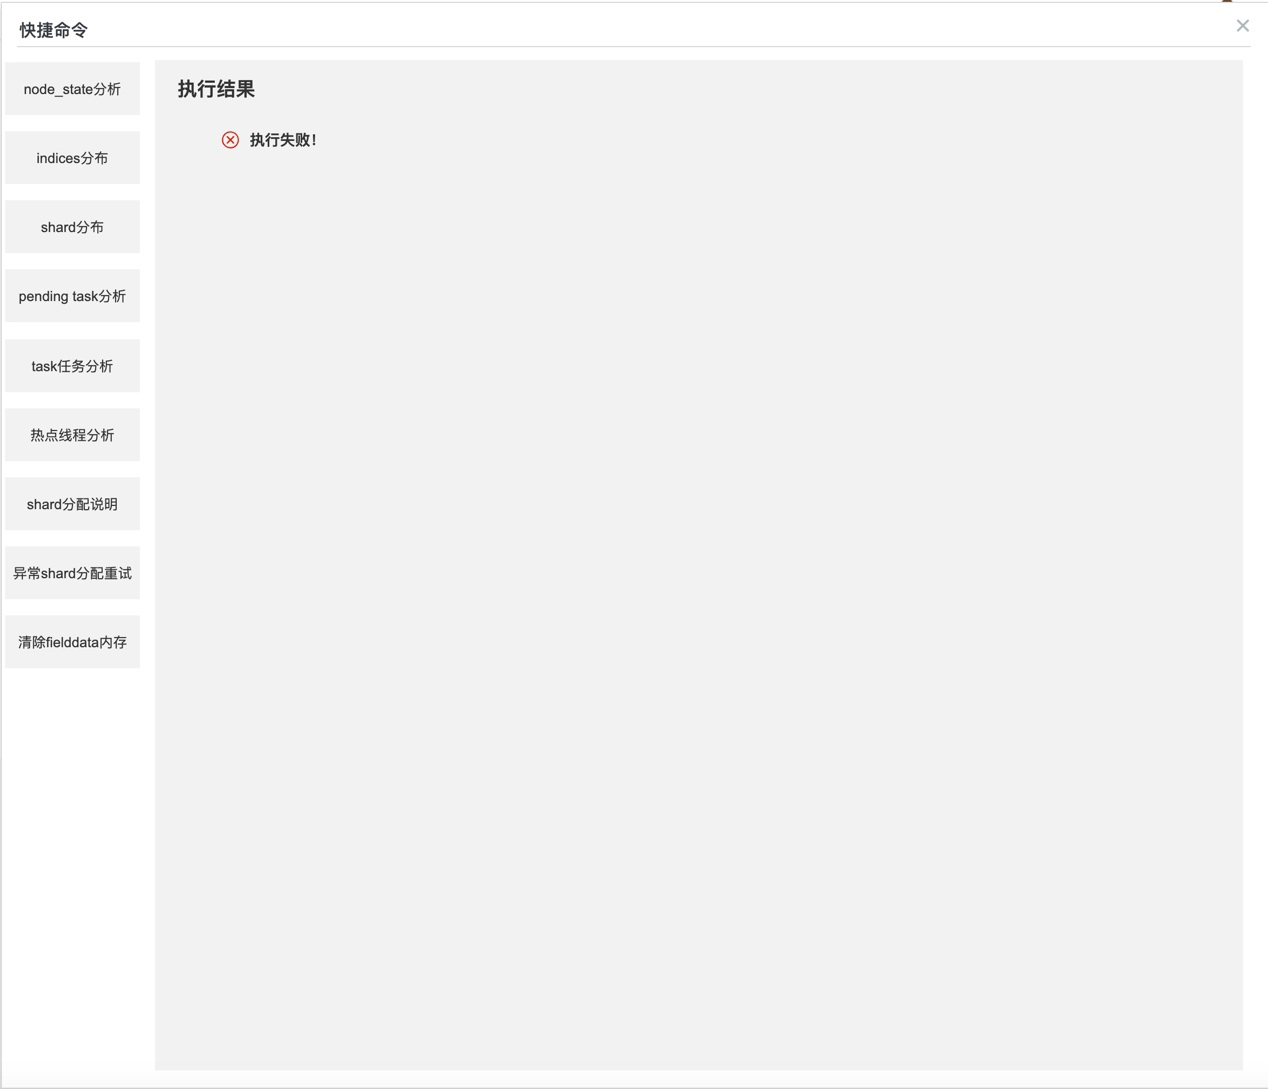 快捷命令
node_state分析
indices分布
shard分布
pending task分析
task任务分析
热点线程分析
shard分配说明
异常shard分配重试
清除fielddata内存
执行结果
执行失败!